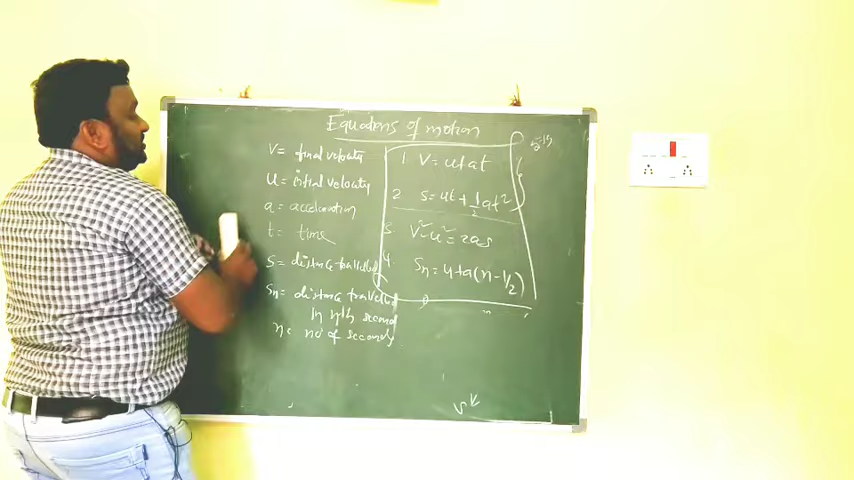 Equations of motion
V = final velocity
u = initial velocity
a = acceleration
t = time
S = distance travelled
Sn = distance travelled
in nth second
n = no of seconds
1 V = u+at
2 S = ut + 1/2 at²
3. V²-u² = 2as
4. Sn = u+a(n-1/2)